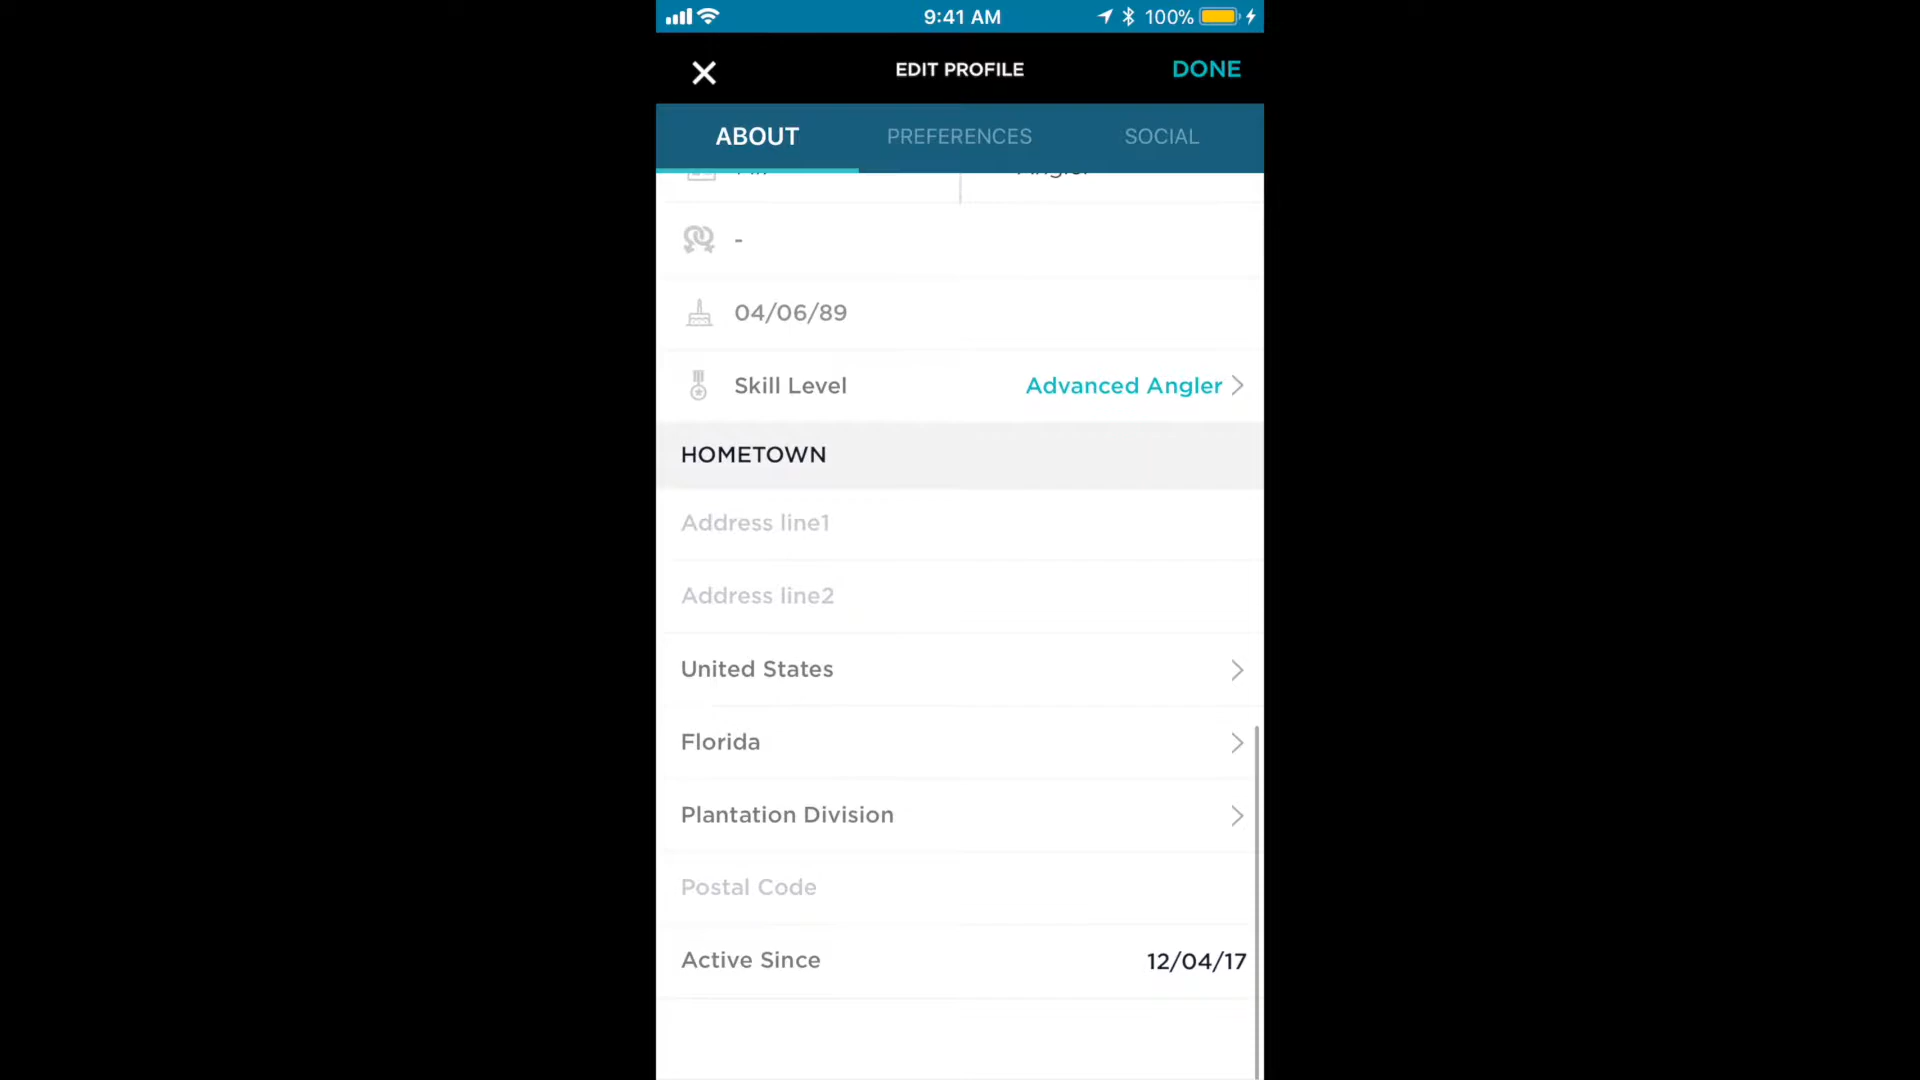 9:41 AM 100%
EDIT PROFILE DONE
ABOUT PREFERENCES SOCIAL
Angler
-
04/06/89
Skill Level Advanced Angler
HOMETOWN
Address line1
Address line2
United States
Florida
Plantation Division
Postal Code
Active Since 12/04/17